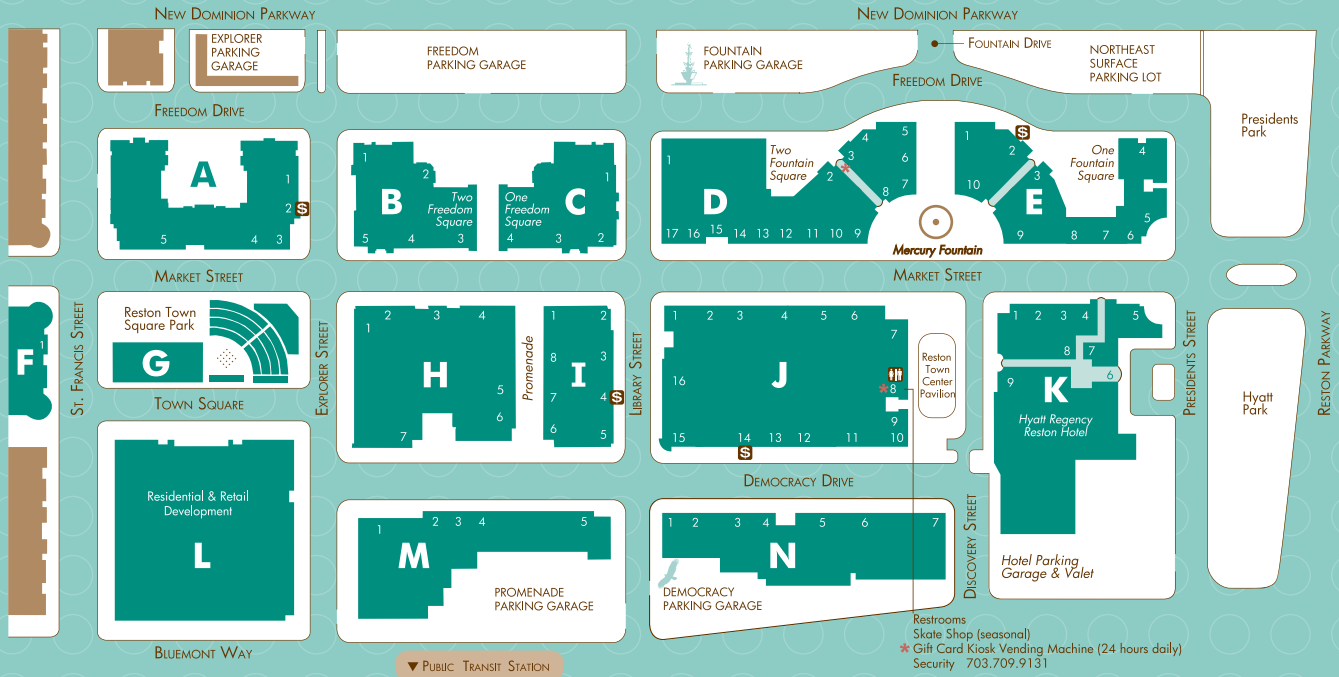 NEW DOMINION PARKWAY
NEW DOMINION PARKWAY
EXPLORER
PARKING
GARAGE
FREEDOM
PARKING GARAGE
FOUNTAIN
PARKING GARAGE
FOUNTAIN DRIVE
NORTHEAST
SURFACE
PARKING LOT
FREEDOM DRIVE
FREEDOM DRIVE
Presidents
Park
A
1
2
$
3
4
5
B
1
2
Two
Freedom
Square
5
4
3
C
One
Freedom
Square
1
4
3
2
D
1
Two
Fountain
Square
2
3
*
4
5
6
7
8
17 16 15 14 13 12 11 10 9
Mercury Fountain
E
1
$
2
3
10
One
Fountain
Square
4
5
9
8
7
6
MARKET STREET
MARKET STREET
ST. FRANCIS STREET
F
1
Reston Town
Square Park
G
EXPLORER STREET
TOWN SQUARE
H
1
2
3
4
5
6
7
Promenade
I
1
2
8
3
7
4
$
6
5
LIBRARY STREET
J
1
2
3
4
5
6
7
16
* 8
9
15
14
13
12
11
10
$
Reston
Town
Center
Pavilion
K
1
2
3
4
5
8
7
6
9
Hyatt Regency
Reston Hotel
PRESIDENTS STREET
Hyatt
Park
RESTON PARKWAY
DEMOCRACY DRIVE
Residential & Retail
Development
L
M
1
2
3
4
5
PROMENADE
PARKING GARAGE
N
1
2
3
4
5
6
7
DEMOCRACY
PARKING GARAGE
DISCOVERY STREET
Hotel Parking
Garage & Valet
BLUEMONT WAY
▼ PUBLIC TRANSIT STATION
Restrooms
Skate Shop (seasonal)
* Gift Card Kiosk Vending Machine (24 hours daily)
Security 703.709.9131